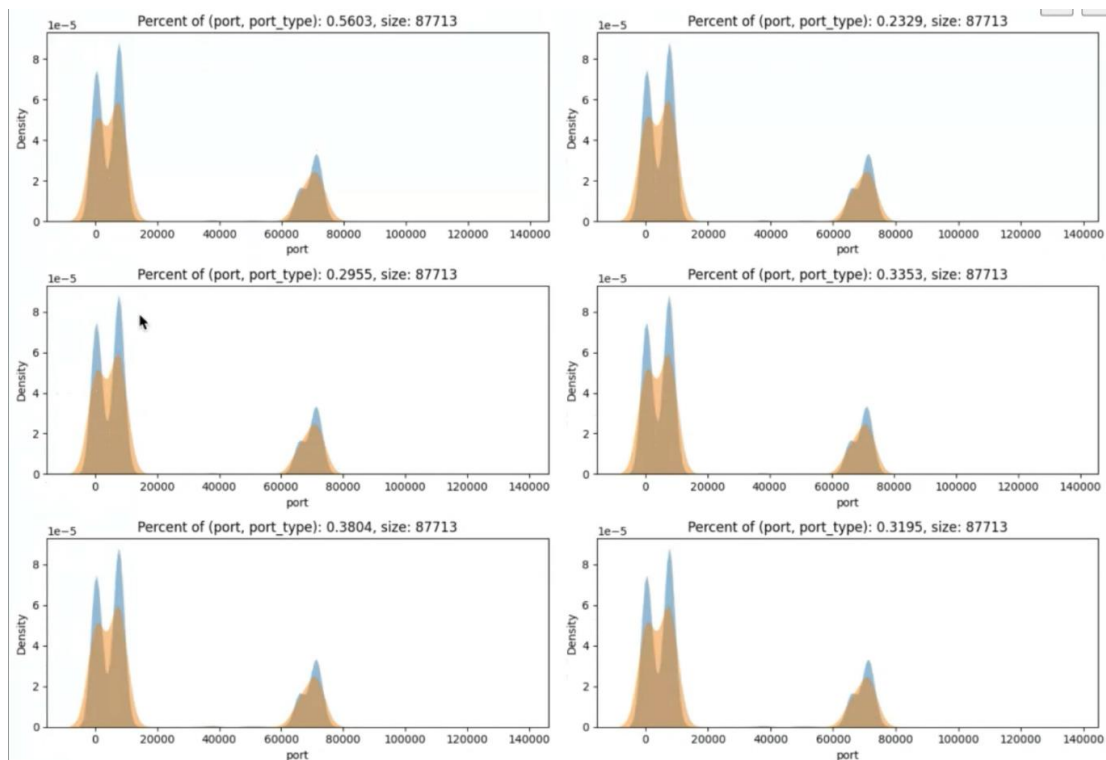 Percent of (port, port_type): 0.5603, size: 87713
1e−5
Density
8
6
4
2
0
0 20000 40000 60000 80000 100000 120000 140000
port
Percent of (port, port_type): 0.2329, size: 87713
1e−5
Density
8
6
4
2
0
0 20000 40000 60000 80000 100000 120000 140000
port
Percent of (port, port_type): 0.2955, size: 87713
1e−5
Density
8
6
4
2
0
0 20000 40000 60000 80000 100000 120000 140000
port
Percent of (port, port_type): 0.3353, size: 87713
1e−5
Density
8
6
4
2
0
0 20000 40000 60000 80000 100000 120000 140000
port
Percent of (port, port_type): 0.3804, size: 87713
1e−5
Density
8
6
4
2
0
0 20000 40000 60000 80000 100000 120000 140000
port
Percent of (port, port_type): 0.3195, size: 87713
1e−5
Density
8
6
4
2
0
0 20000 40000 60000 80000 100000 120000 140000
port